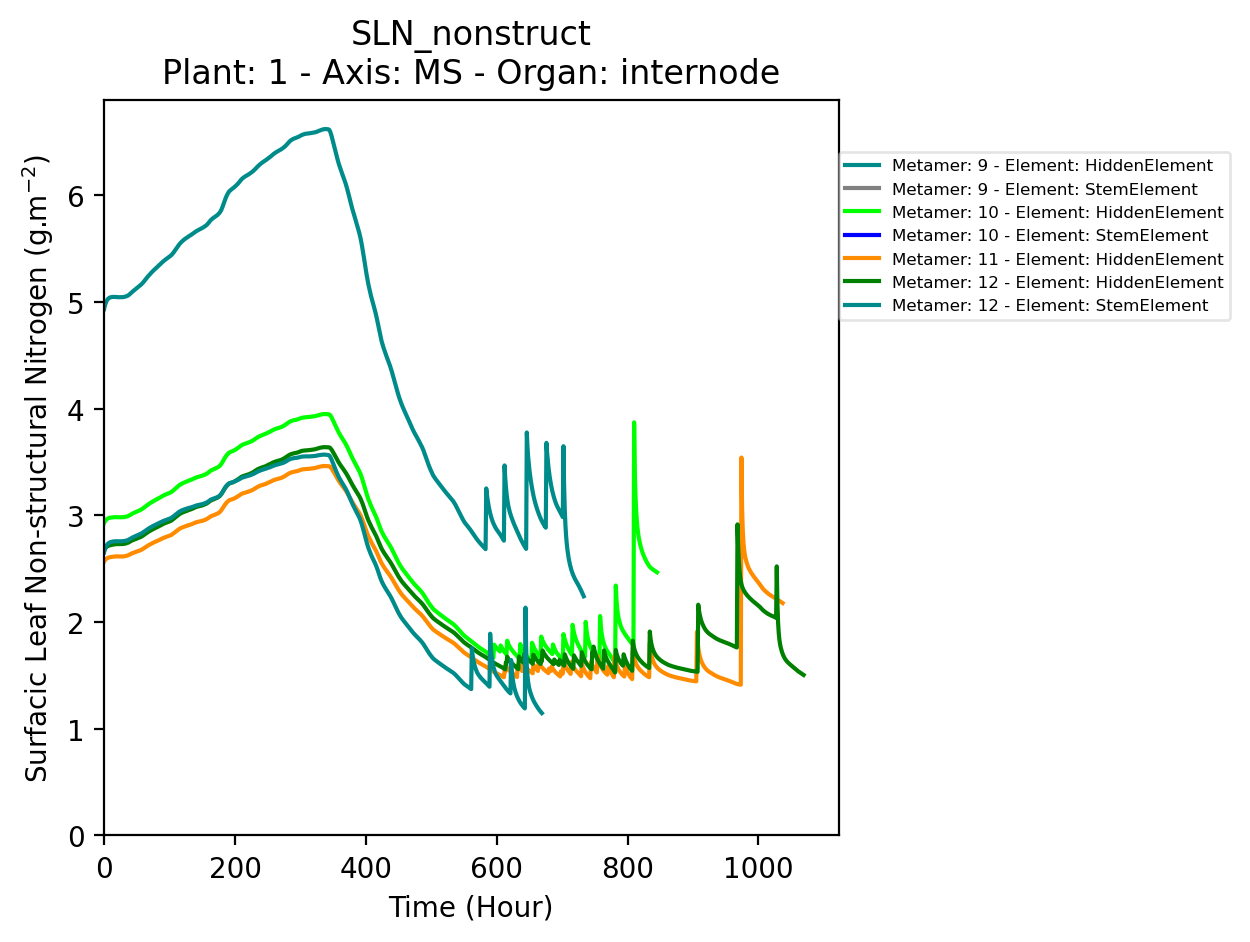 SLN_nonstruct
Plant: 1 - Axis: MS - Organ: internode
Surfacic Leaf Non-structural Nitrogen (g.m⁻²)
6
5
4
3
2
1
0
0 200 400 600 800 1000
Time (Hour)
Metamer: 9 - Element: HiddenElement
Metamer: 9 - Element: StemElement
Metamer: 10 - Element: HiddenElement
Metamer: 10 - Element: StemElement
Metamer: 11 - Element: HiddenElement
Metamer: 12 - Element: HiddenElement
Metamer: 12 - Element: StemElement